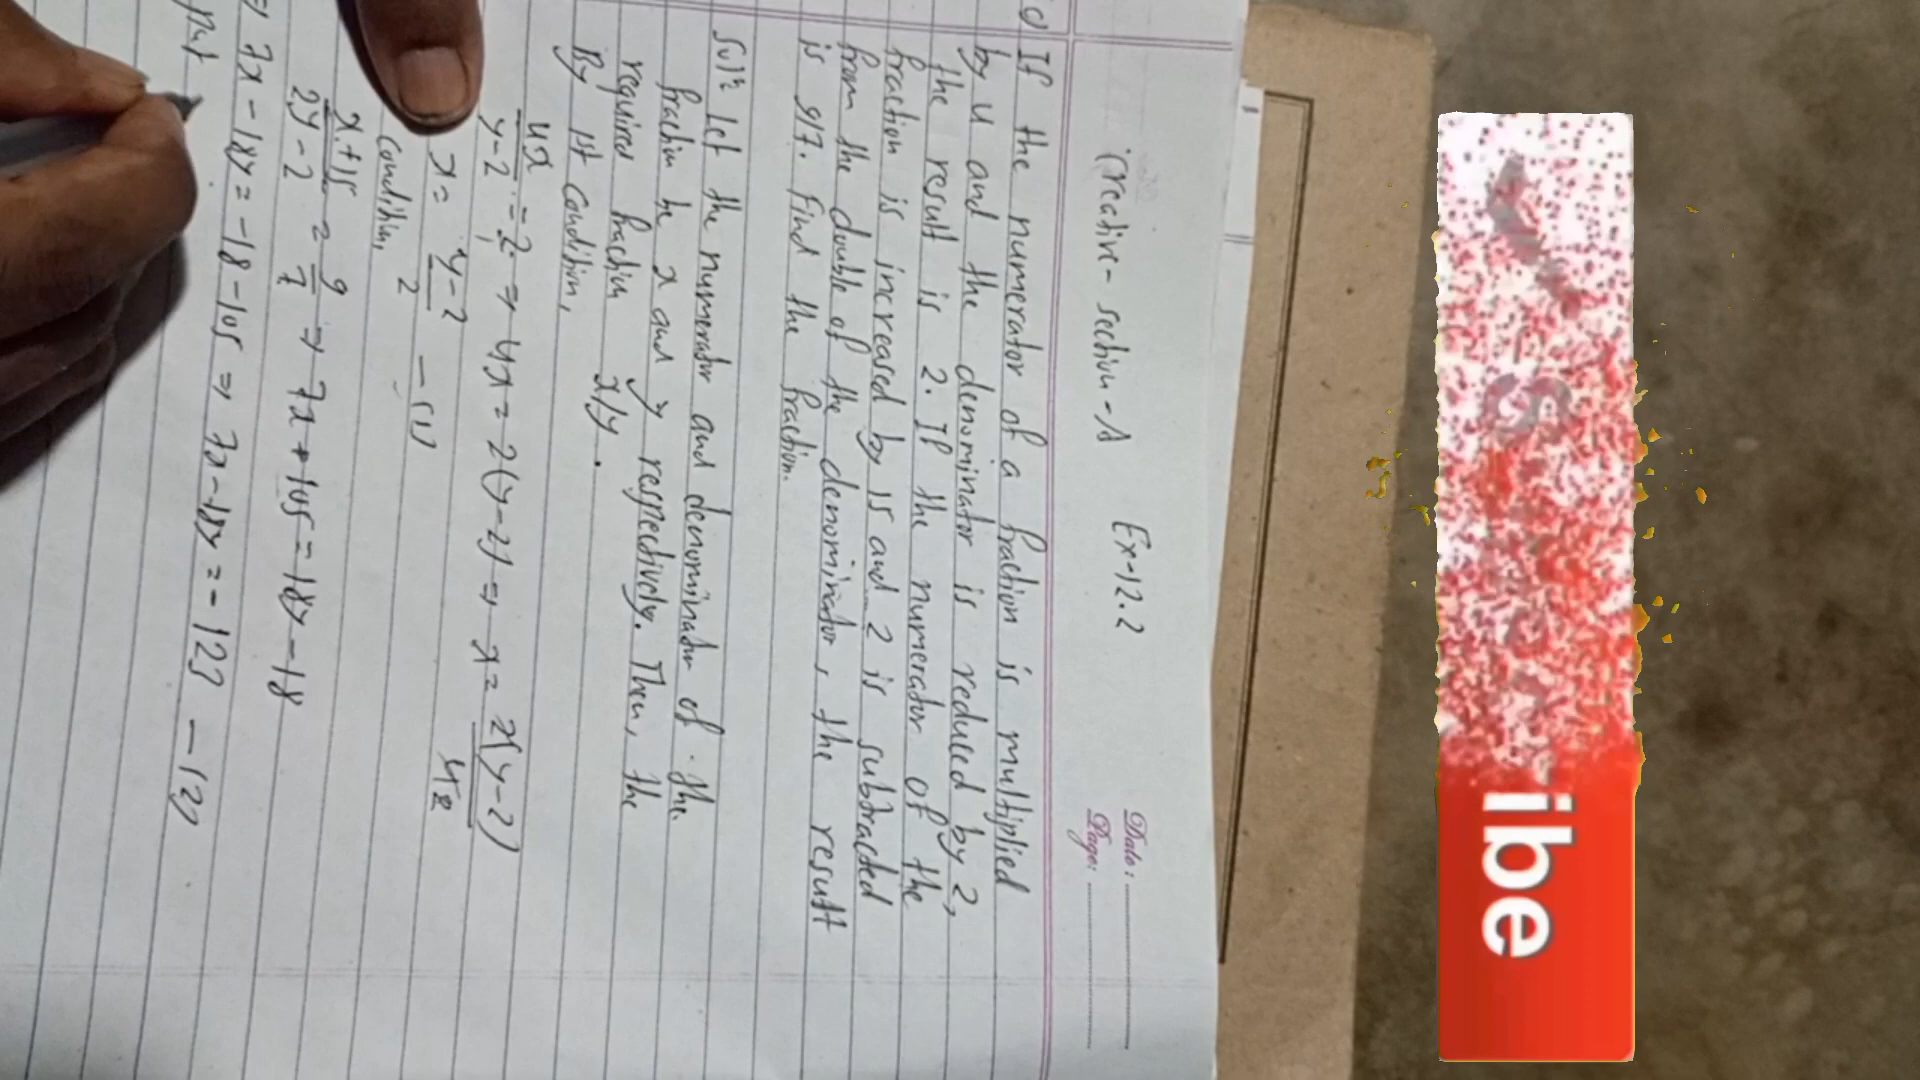 Creative-section-A Ex-12.2
Date:
Page:
If the numerator of a fraction is multiplied
by 4 and the denominator is reduced by 2,
the result is 2. If the numerator of the
fraction is increased by 15 and 2 is subtracted
from the double of the denominator, the result
is 9/7. Find the fraction.
Solⁿ Let the numerator and denominator of the
fraction be x and y respectively. Then, the
required fraction x/y.
By 1st condition,
4x/y-2 = 2 ⇒ 4x = 2(y-2) ⇒ x = 2(y-2)/42
x = y-2/2 -(1)
condition,
x+15/2y-2 = 9/7 ⇒ 7x+105=18y-18
⇒ 7x-18y=-18-105 ⇒ 7x-18y=-123 -(2)
Put
ibe